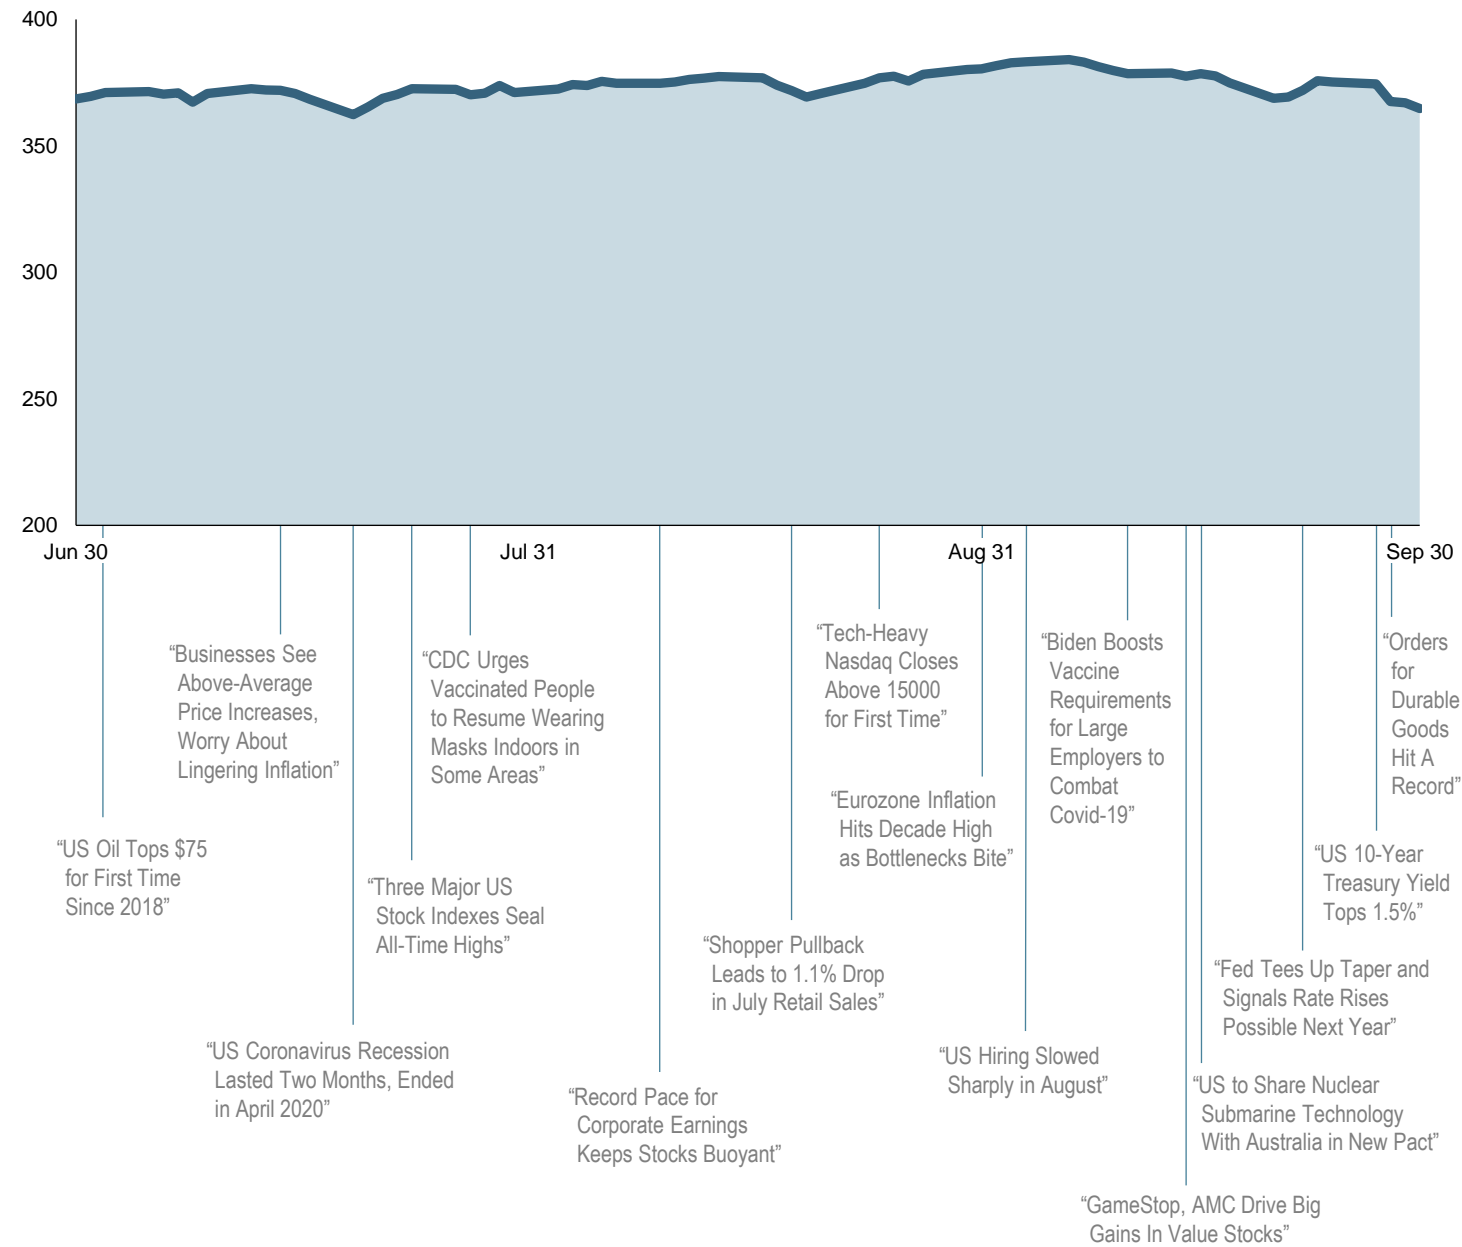 400
350
300
250
200
Jun 30
Jul 31
Aug 31
Sep 30
“Businesses See
Above-Average
Price Increases,
Worry About
Lingering Inflation”
“CDC Urges
Vaccinated People
to Resume Wearing
Masks Indoors in
Some Areas”
“Tech-Heavy
Nasdaq Closes
Above 15000
for First Time”
“Biden Boosts
Vaccine
Requirements
for Large
Employers to
Combat
Covid-19”
“Orders
for
Durable
Goods
Hit A
Record”
“US Oil Tops $75
for First Time
Since 2018”
“Three Major US
Stock Indexes Seal
All-Time Highs”
“Eurozone Inflation
Hits Decade High
as Bottlenecks Bite”
“US 10-Year
Treasury Yield
Tops 1.5%”
“Shopper Pullback
Leads to 1.1% Drop
in July Retail Sales”
“Fed Tees Up Taper and
Signals Rate Rises
Possible Next Year”
“US Coronavirus Recession
Lasted Two Months, Ended
in April 2020”
“Record Pace for
Corporate Earnings
Keeps Stocks Buoyant”
“US Hiring Slowed
Sharply in August”
“US to Share Nuclear
Submarine Technology
With Australia in New Pact”
“GameStop, AMC Drive Big
Gains In Value Stocks”